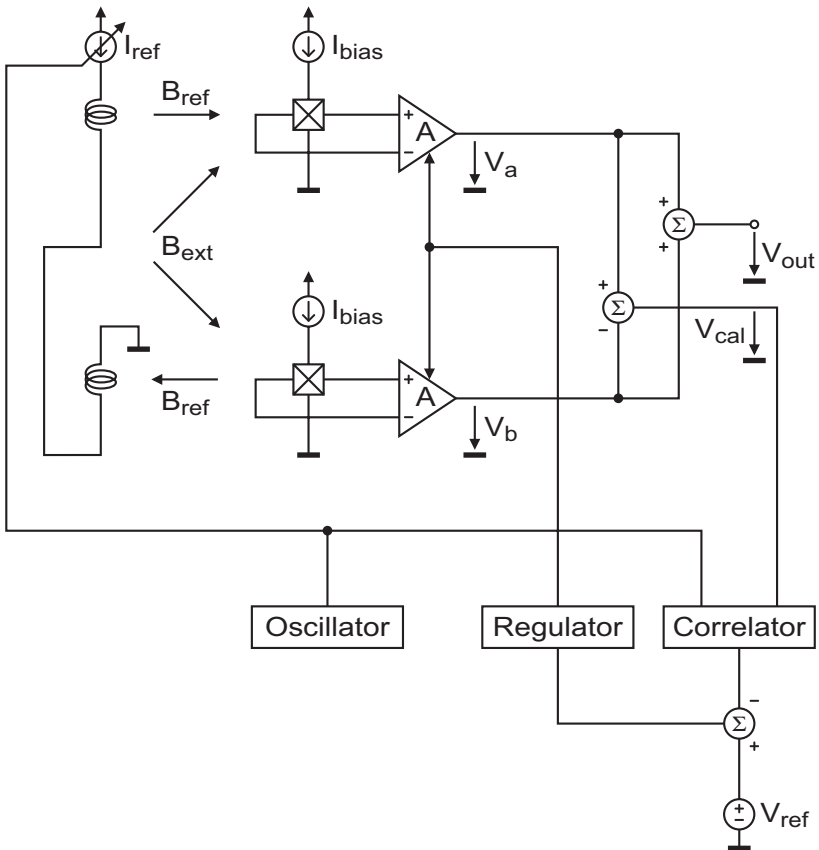 I_ref
I_bias
B_ref
+
A
−
V_a
B_ext
+
Σ
+
V_out
I_bias
+
Σ
−
V_cal
B_ref
+
A
−
V_b
Oscillator
Regulator
Correlator
−
Σ
+
+
−
V_ref